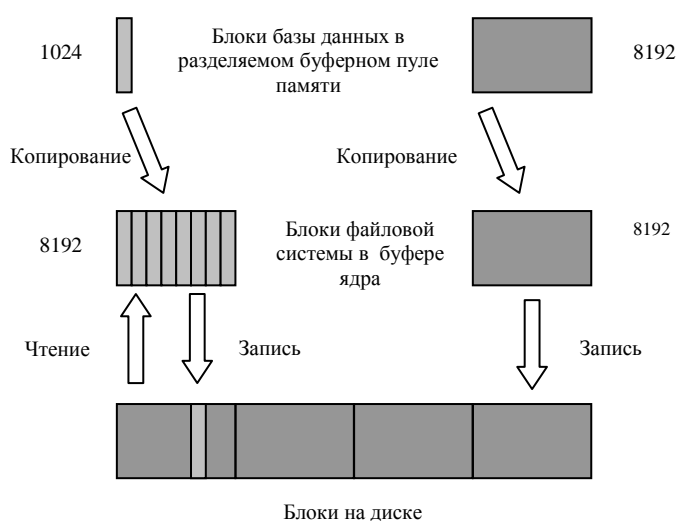 1024
Блоки базы данных в
разделяемом буферном пуле
памяти
8192
Копирование
Копирование
8192
Блоки файловой
системы в буфере
ядра
8192
Чтение
Запись
Запись
Блоки на диске